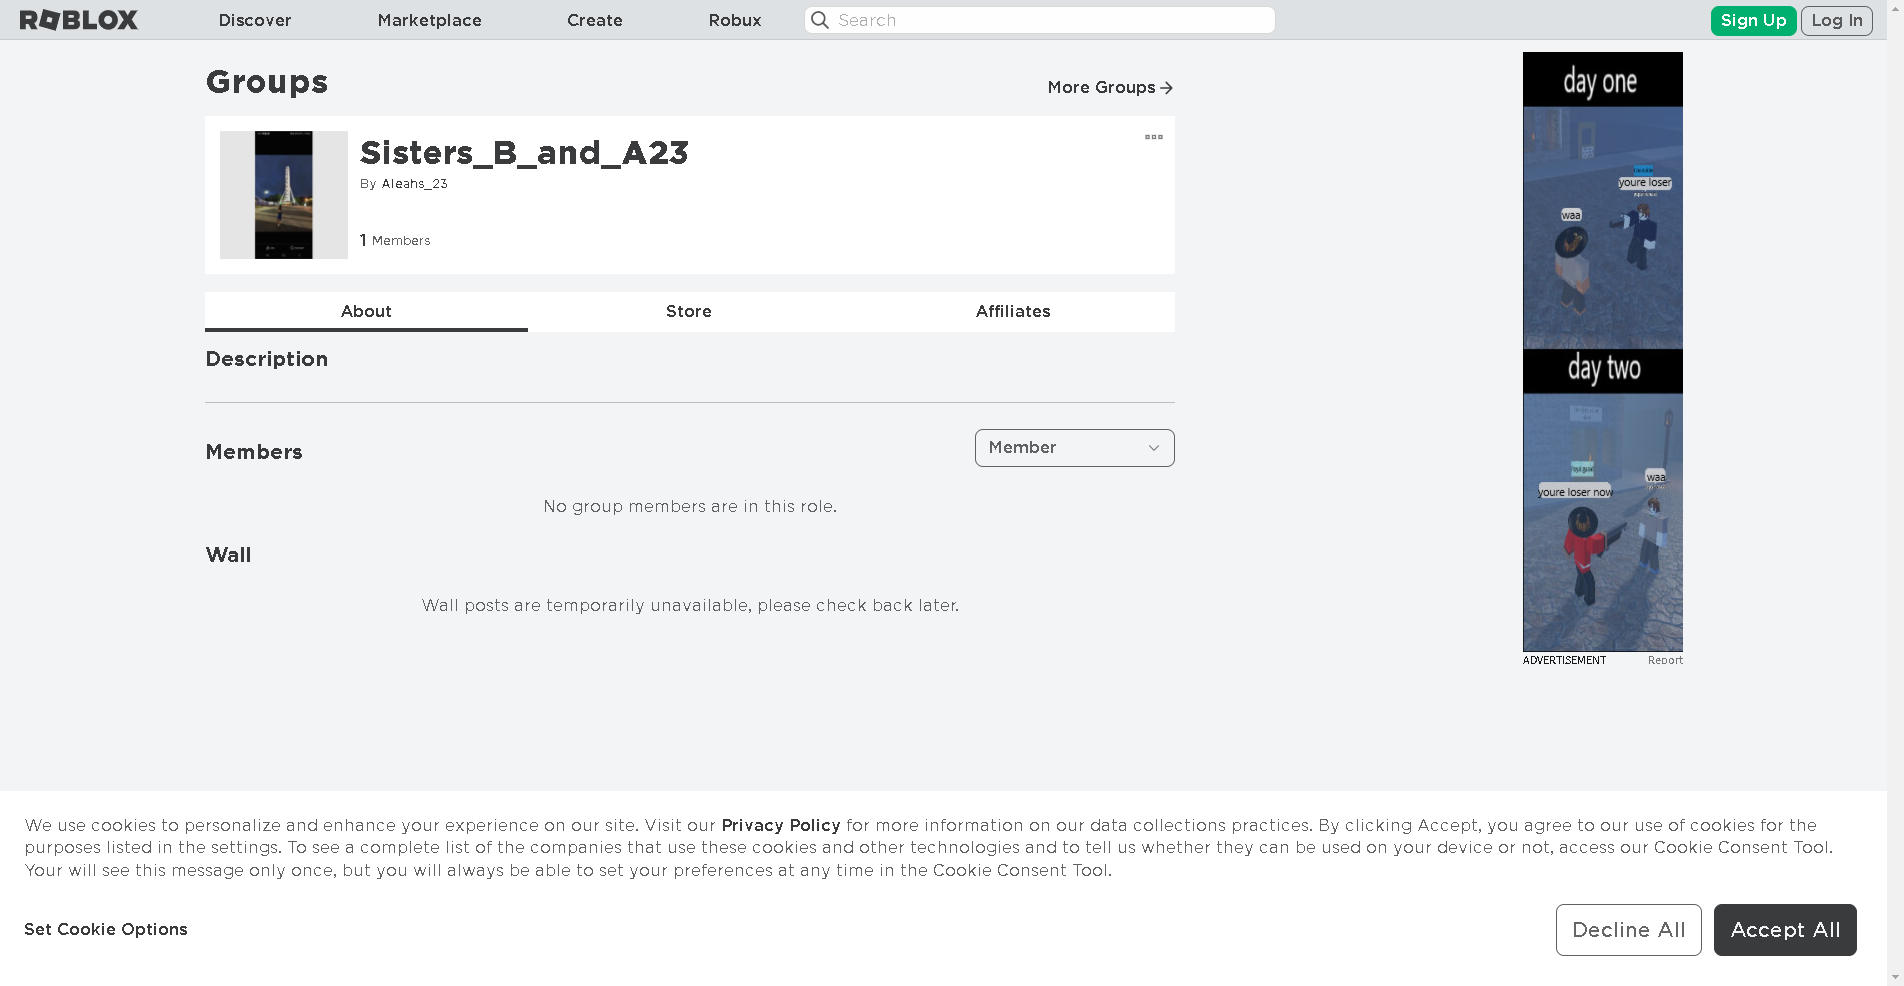 ROBLOX
Discover
Marketplace
Create
Robux
Search
Sign Up
Log In
Groups
More Groups
Sisters_B_and_A23
By Aleahs_23
1 Members
About
Store
Affiliates
Description
Members
Member
No group members are in this role.
Wall
Wall posts are temporarily unavailable, please check back later.
day one
youre loser
waa
day two
waa
youre loser now
ADVERTISEMENT
Report
We use cookies to personalize and enhance your experience on our site. Visit our Privacy Policy for more information on our data collections practices. By clicking Accept, you agree to our use of cookies for the
purposes listed in the settings. To see a complete list of the companies that use these cookies and other technologies and to tell us whether they can be used on your device or not, access our Cookie Consent Tool.
Your will see this message only once, but you will always be able to set your preferences at any time in the Cookie Consent Tool.
Set Cookie Options
Decline All
Accept All